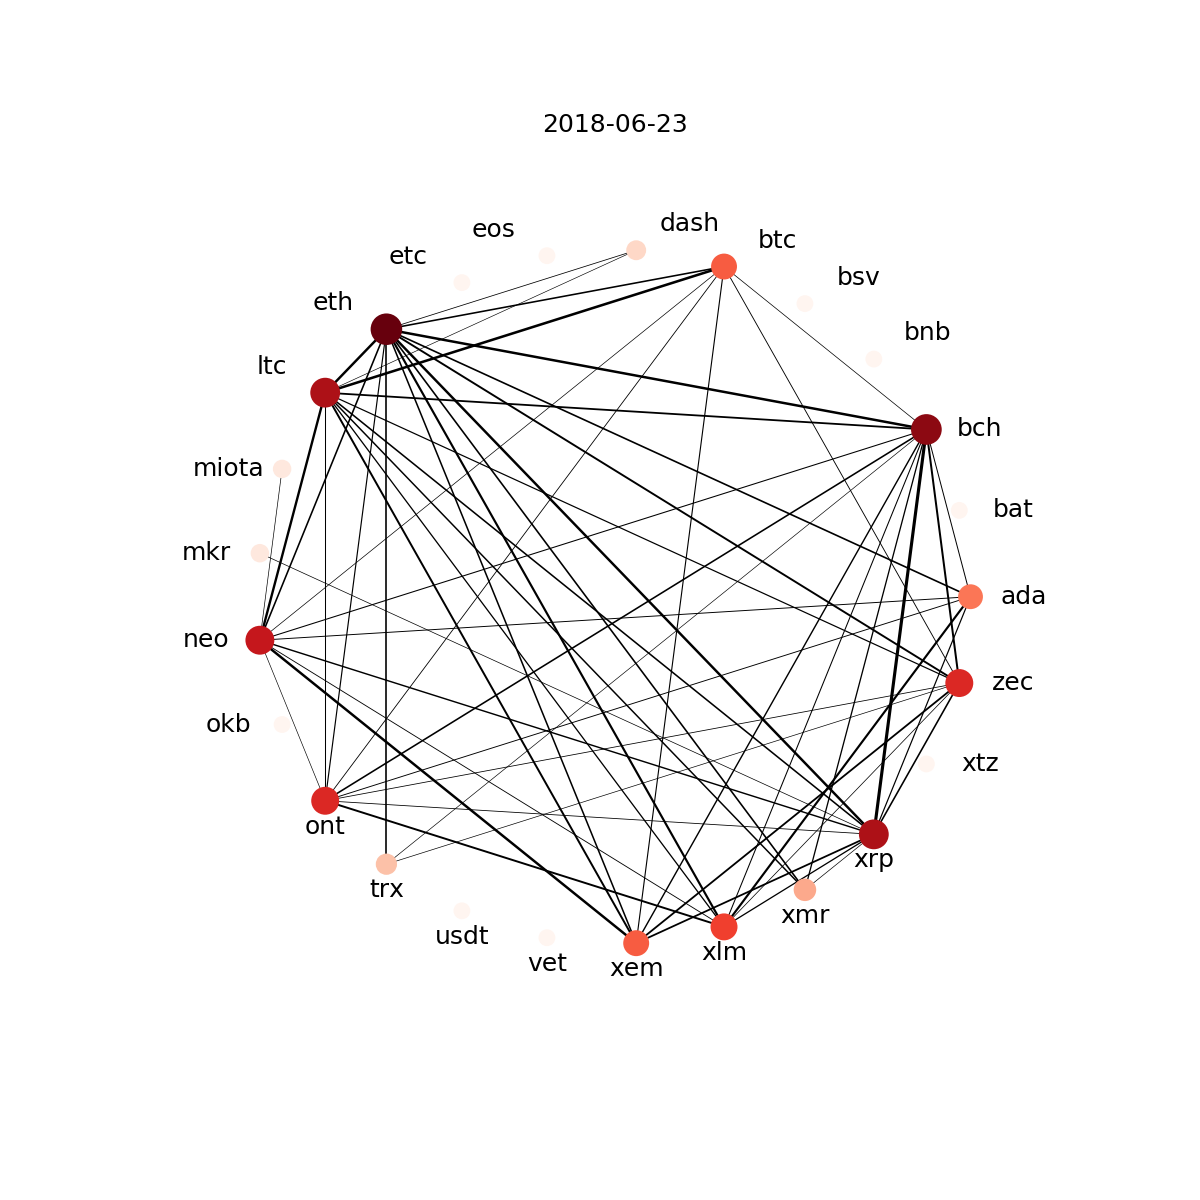 2018-06-23
dash
eos
btc
etc
bsv
eth
bnb
ltc
bch
miota
bat
mkr
ada
neo
zec
okb
xtz
ont
xrp
trx
xmr
usdt
xlm
vet
xem